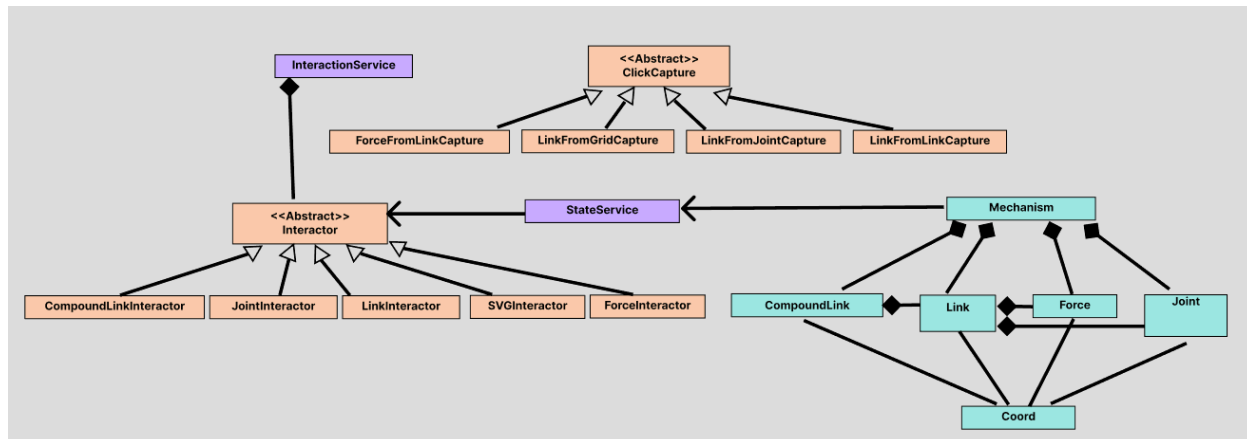 InteractionService
<<Abstract>>
ClickCapture
ForceFromLinkCapture
LinkFromGridCapture
LinkFromJointCapture
LinkFromLinkCapture
<<Abstract>>
Interactor
StateService
Mechanism
CompoundLinkInteractor
JointInteractor
LinkInteractor
SVGInteractor
ForceInteractor
CompoundLink
Link
Force
Joint
Coord